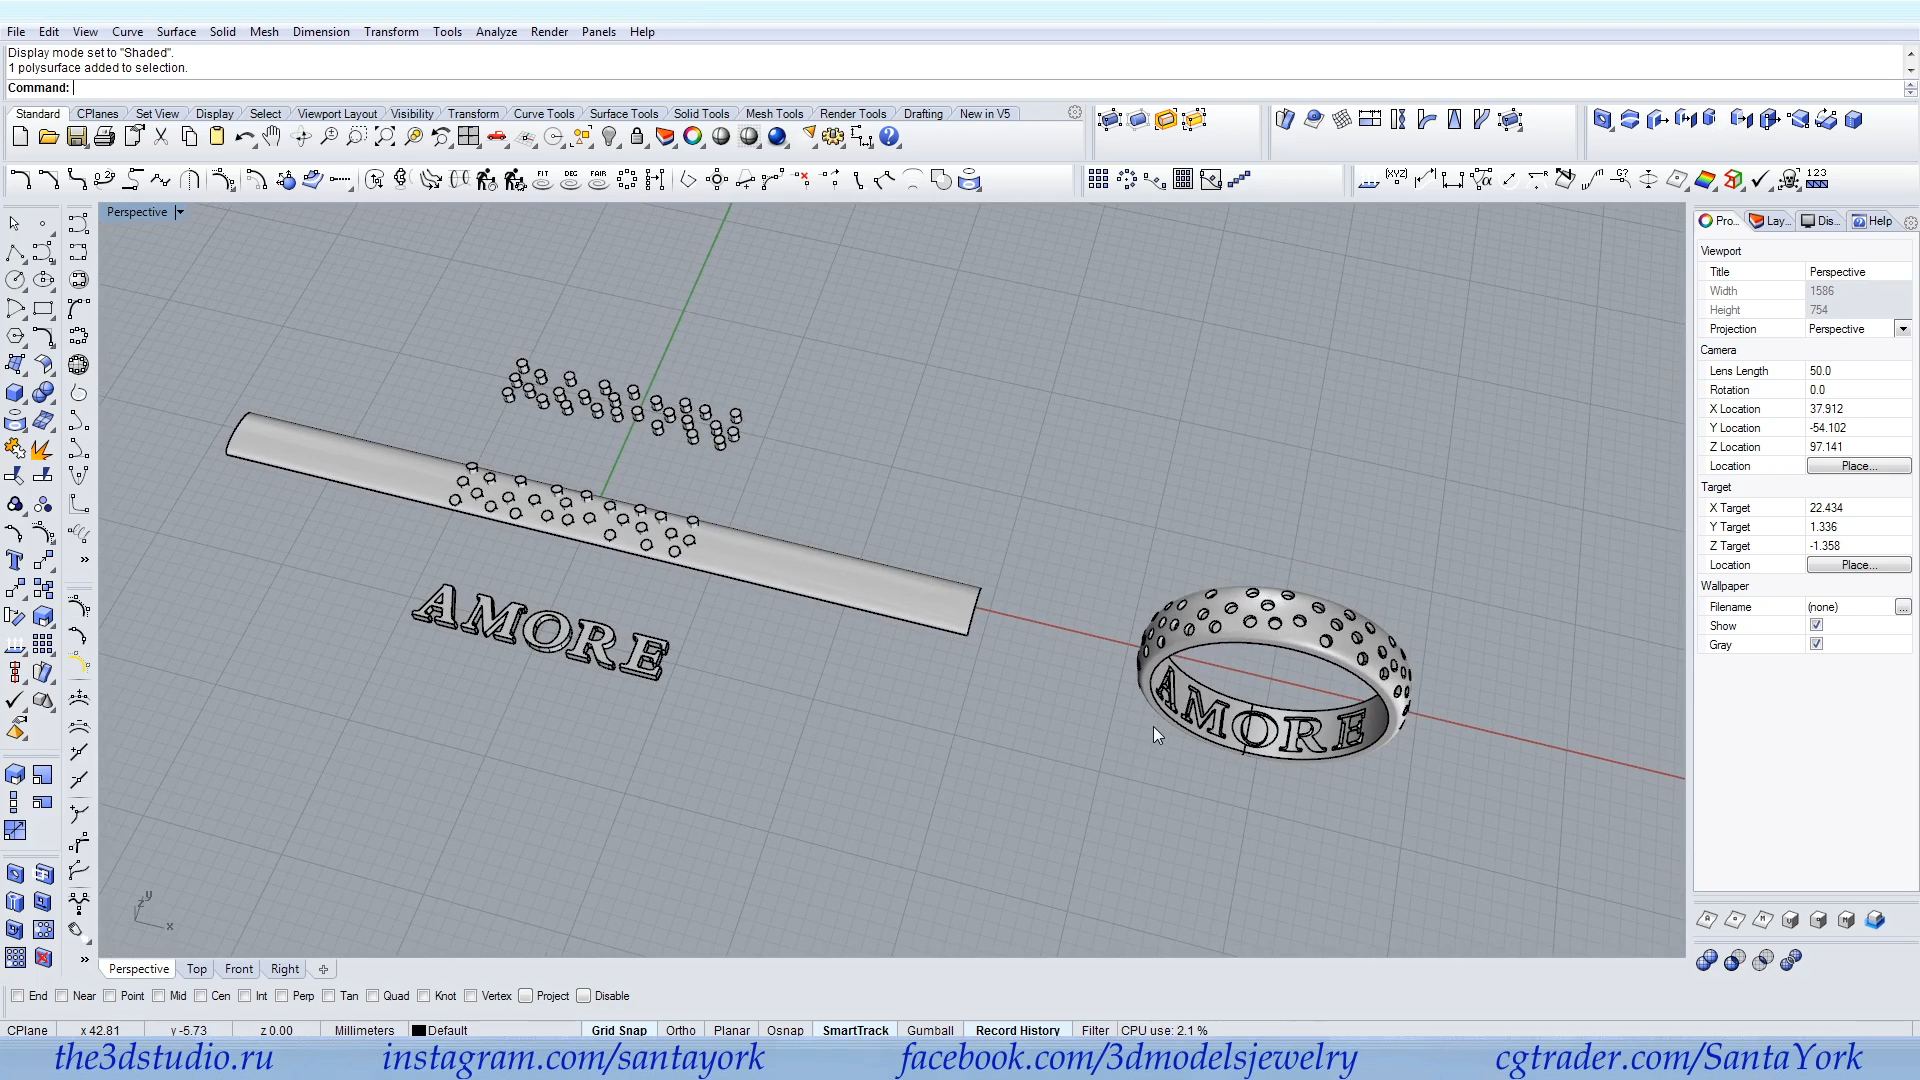 File Edit View Curve Surface Solid Mesh Dimension Transform Tools Analyze Render Panels Help
Display mode set to "Shaded".
1 polysurface added to selection.
Command:
Standard CPlanes Set View Display Select Viewport Layout Visibility Transform Curve Tools Surface Tools Solid Tools Mesh Tools Render Tools Drafting New in V5
FIT DEG FAIR
XYZ
G?
123
Perspective
Pro... Lay... Dis... Help
Viewport
Title Perspective
Width 1586
Height 754
Projection Perspective
Camera
Lens Length 50.0
Rotation 0.0
X Location 37.912
Y Location -54.102
Z Location 97.141
Location Place...
Target
X Target 22.434
Y Target 1.336
Z Target -1.358
Location Place...
Wallpaper
Filename (none) ...
Show
Gray
AMORE
AMORE
y
z
x
Perspective Top Front Right
End Near Point Mid Cen Int Perp Tan Quad Knot Vertex Project Disable
CPlane x 42.81 y -5.73 z 0.00 Millimeters Default Grid Snap Ortho Planar Osnap SmartTrack Gumball Record History Filter CPU use: 2.1 %
the3dstudio.ru instagram.com/santayork facebook.com/3dmodelsjewelry cgtrader.com/SantaYork